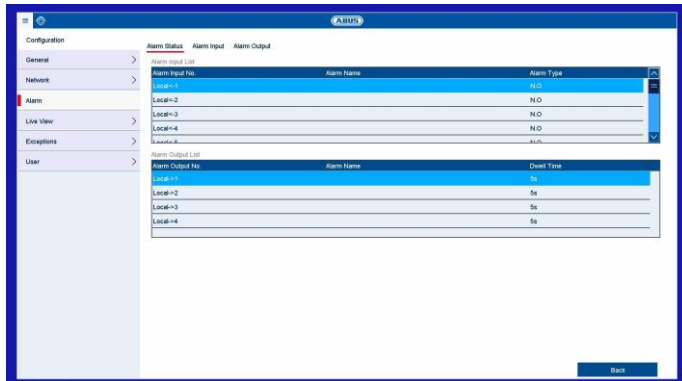 ABUS
Configuration
Alarm Status Alarm Input Alarm Output
General
Alarm Input List
Alarm Input No. Alarm Name Alarm Type
Network
Local<-1 N.O
Alarm
Local<-2 N.O
Local<-3 N.O
Live View
Local<-4 N.O
Exceptions
Local<-5 N.O
Alarm Output List
User
Alarm Output No. Alarm Name Dwell Time
Local->1 5s
Local->2 5s
Local->3 5s
Local->4 5s
Back